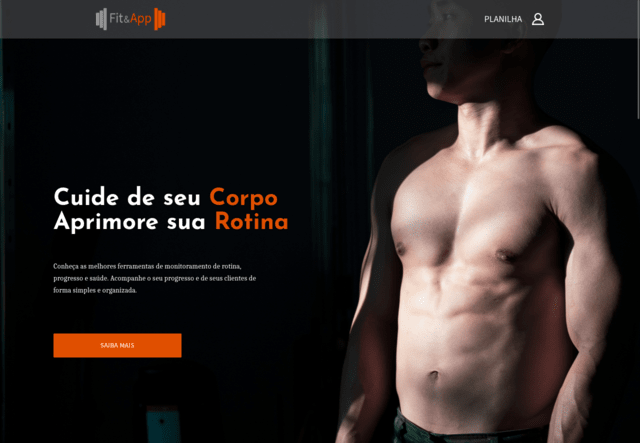 Fit&App
PLANILHA
Cuide de seu Corpo
Aprimore sua Rotina
Conheça as melhores ferramentas de monitoramento de rotina,
progresso e saúde. Acompanhe o seu progresso e de seus clientes de
forma simples e organizada.
SAIBA MAIS